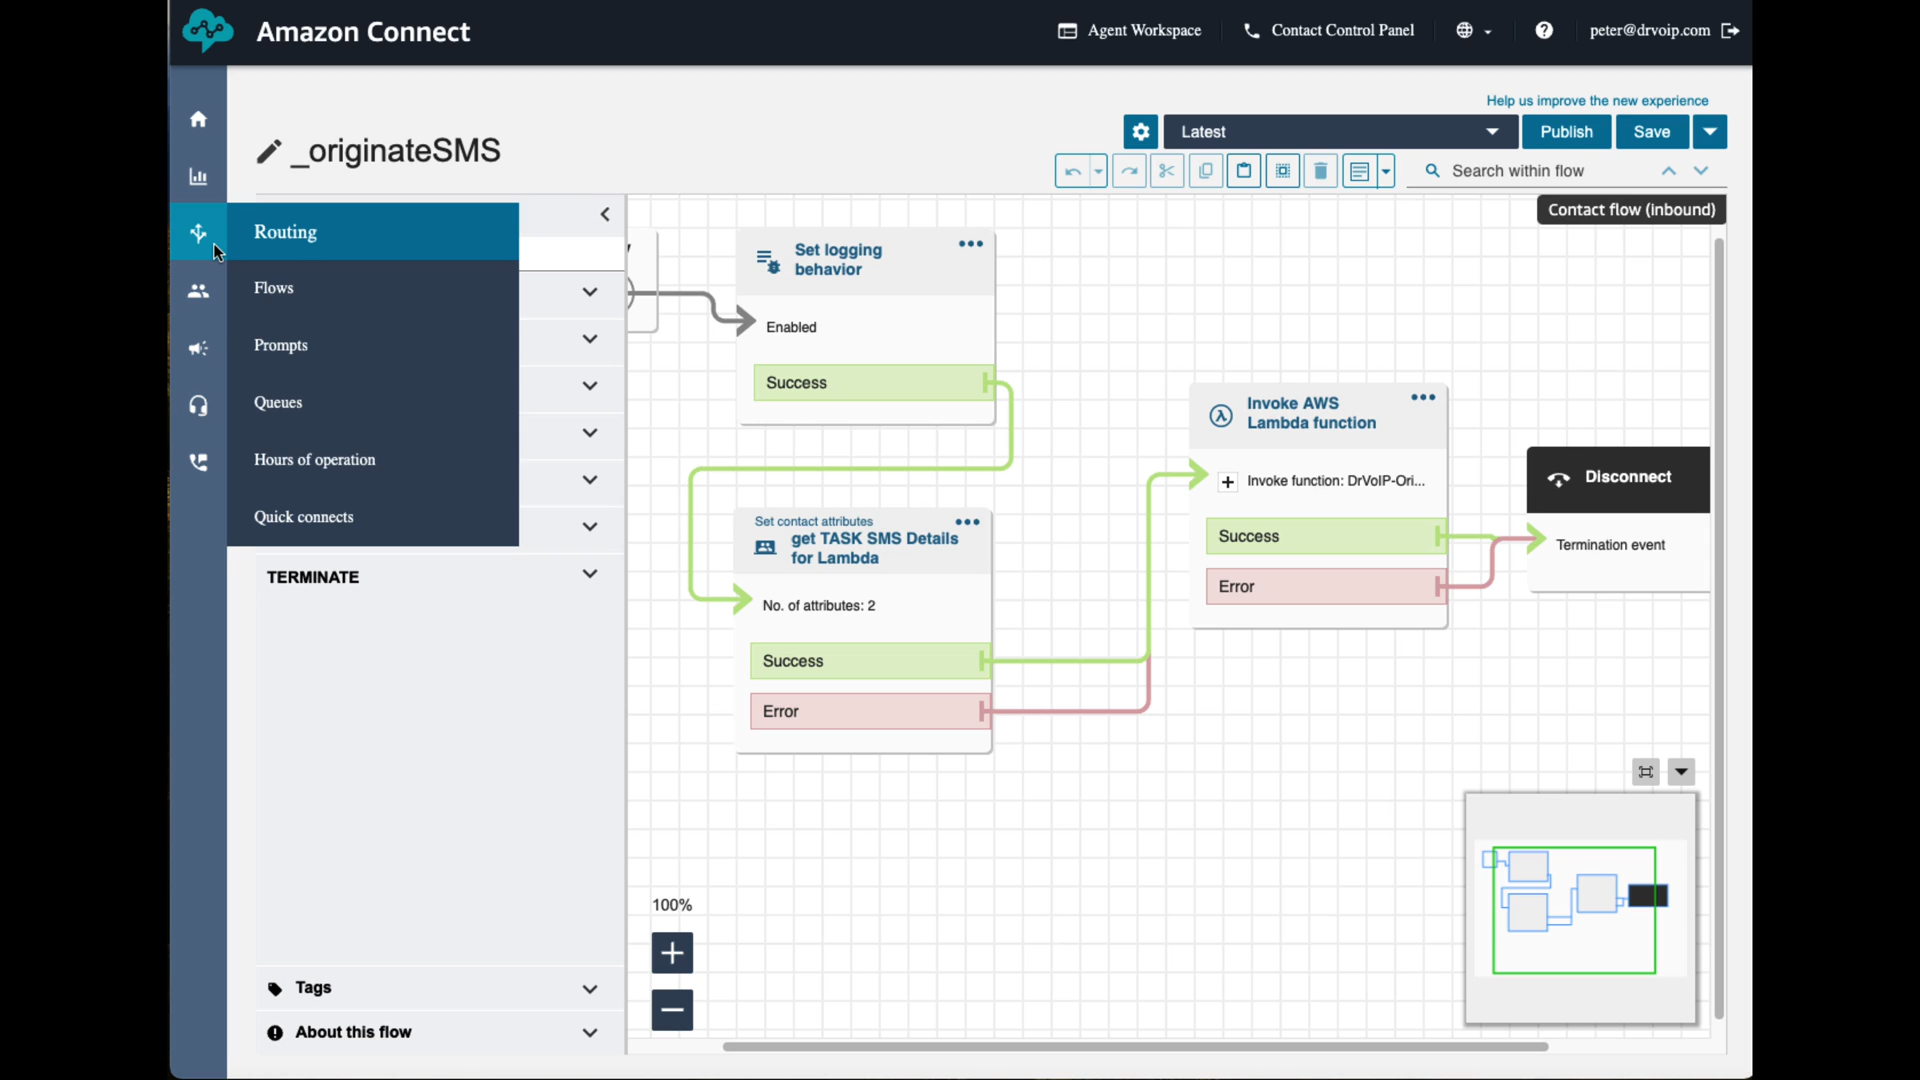 Amazon Connect
Agent Workspace
Contact Control Panel
peter@drvoip.com
Help us improve the new experience
_originateSMS
Latest
Publish
Save
Search within flow
Contact flow (inbound)
Routing
Flows
Prompts
Queues
Hours of operation
Quick connects
TERMINATE
Tags
About this flow
Set logging
behavior
Enabled
Success
Set contact attributes
get TASK SMS Details
for Lambda
No. of attributes: 2
Success
Error
Invoke AWS
Lambda function
Invoke function: DrVoIP-Ori...
Success
Error
Disconnect
Termination event
100%